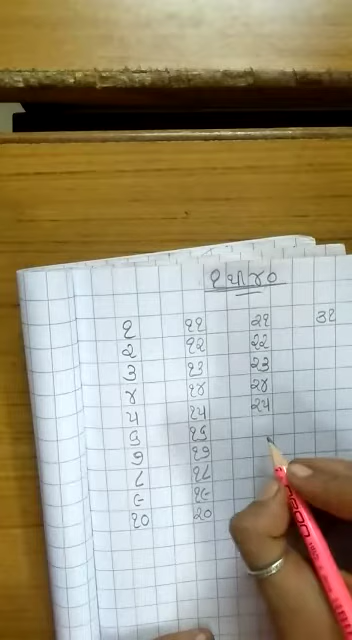 ૧ થી ૪૦
૧ ૧૧ ૨૧ ૩૧
૨ ૧૨ ૨૨
૩ ૧૩ ૨૩
૪ ૧૪ ૨૪
૫ ૧૫ ૨૫
૬ ૧૬
૭ ૧૭
૮ ૧૮
૯ ૧૯
૧૦ ૨૦